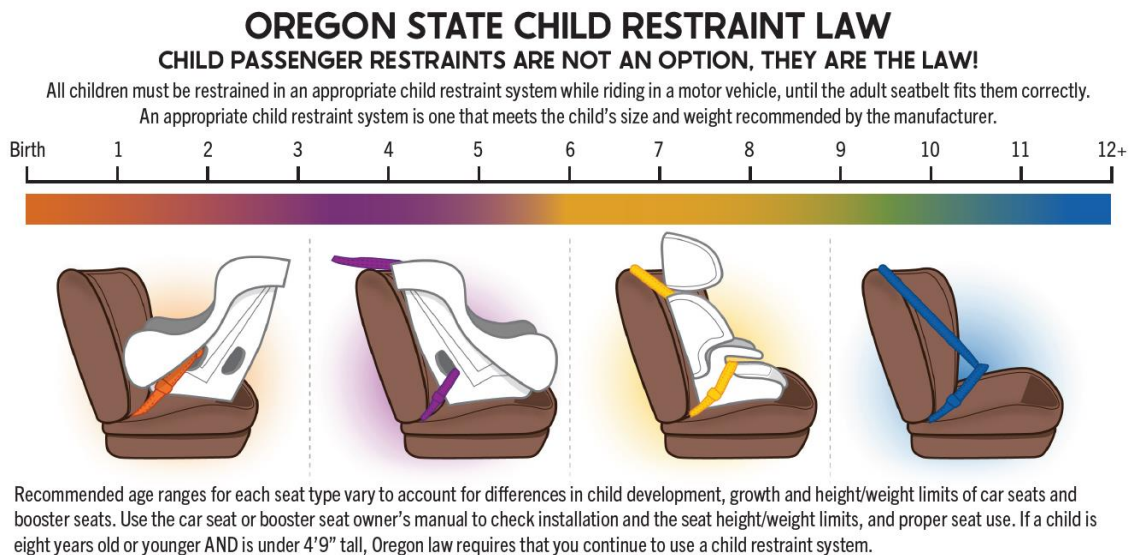 OREGON STATE CHILD RESTRAINT LAW
CHILD PASSENGER RESTRAINTS ARE NOT AN OPTION, THEY ARE THE LAW!
All children must be restrained in an appropriate child restraint system while riding in a motor vehicle, until the adult seatbelt fits them correctly.
An appropriate child restraint system is one that meets the child’s size and weight recommended by the manufacturer.
Birth 1 2 3 4 5 6 7 8 9 10 11 12+
Recommended age ranges for each seat type vary to account for differences in child development, growth and height/weight limits of car seats and
booster seats. Use the car seat or booster seat owner’s manual to check installation and the seat height/weight limits, and proper seat use. If a child is
eight years old or younger AND is under 4’9” tall, Oregon law requires that you continue to use a child restraint system.